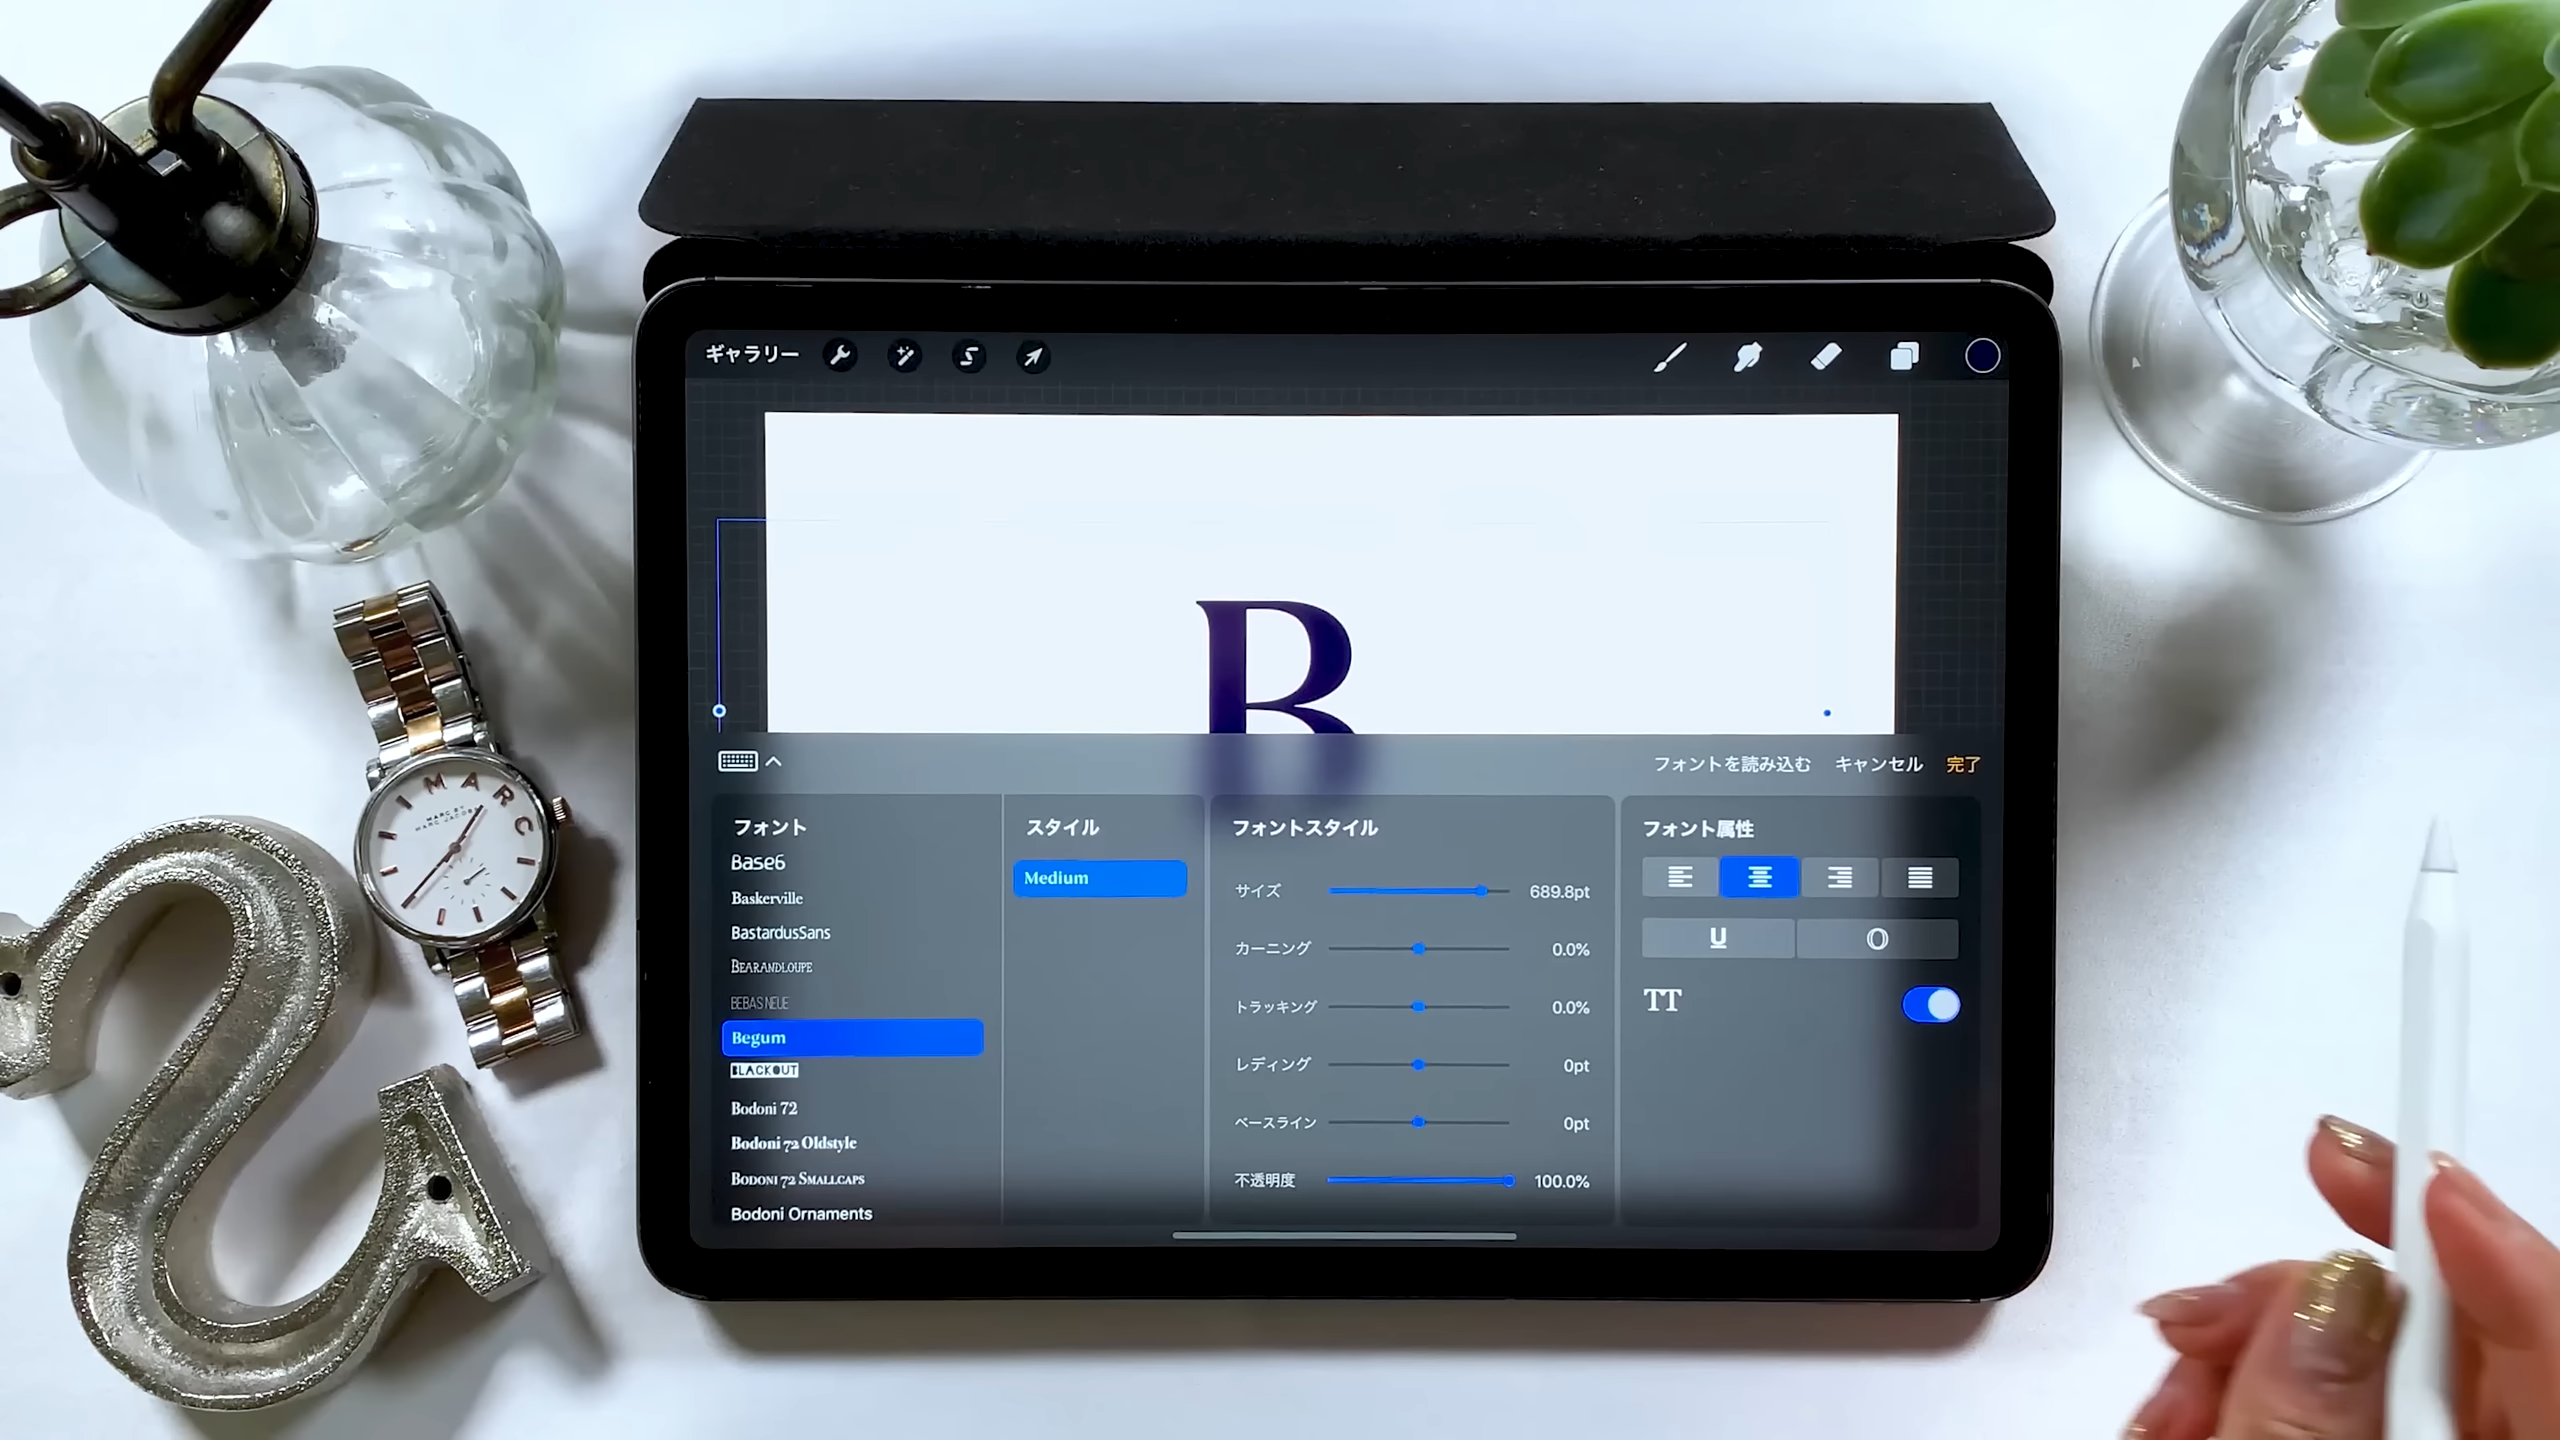 ギャラリー
B
フォントを読み込む キャンセル 完了
フォント
Base6
Baskerville
BastardusSans
BEARANDLOUPE
BEBAS NEUE
Begum
BLACKOUT
Bodoni 72
Bodoni 72 Oldstyle
BODONI 72 SMALLCAPS
Bodoni Ornaments
スタイル
Medium
フォントスタイル
サイズ 689.8pt
カーニング 0.0%
トラッキング 0.0%
レディング 0pt
ベースライン 0pt
不透明度 100.0%
フォント属性
U O
TT
MARC
MARC BY
MARC JACOBS
S